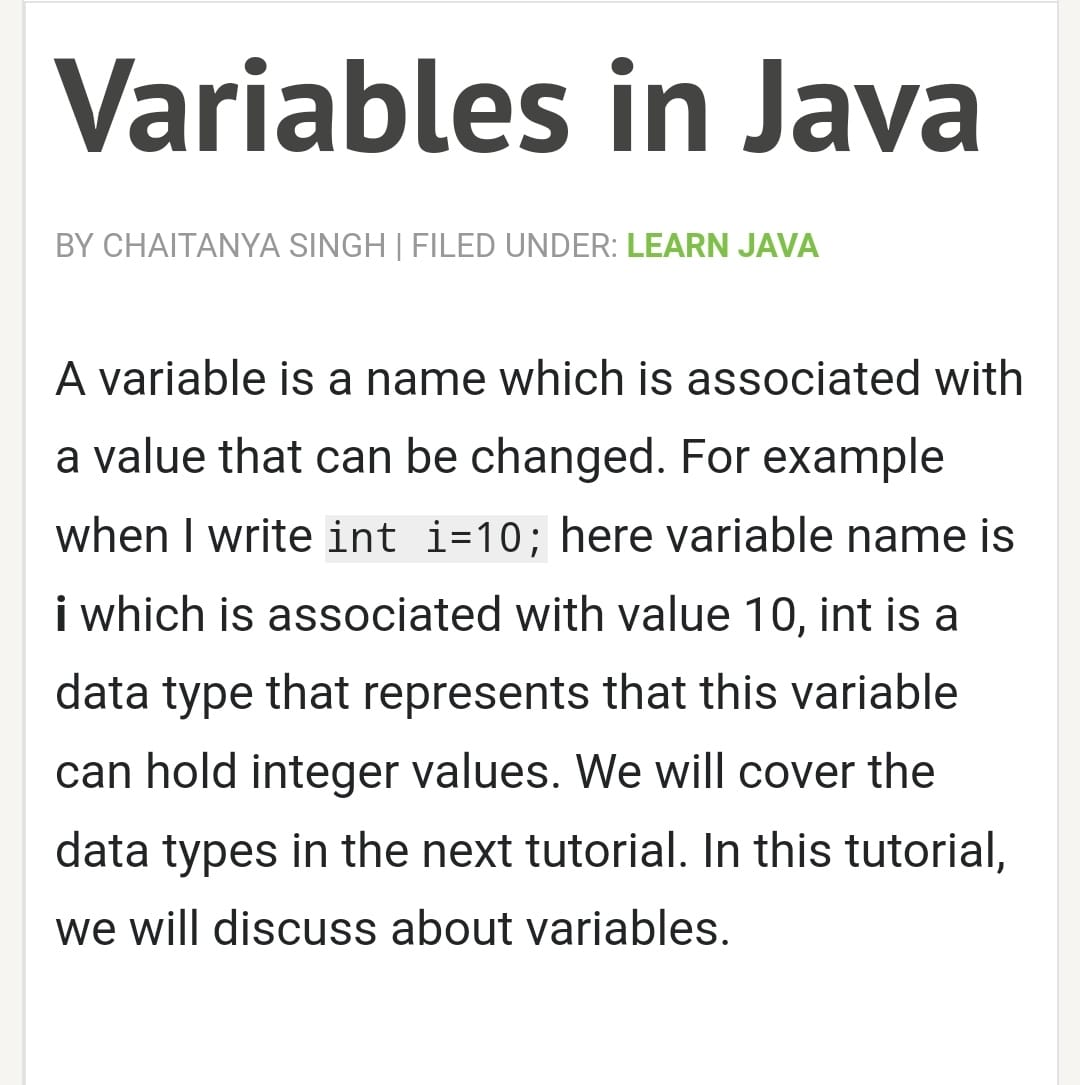 Variables in Java
BY CHAITANYA SINGH | FILED UNDER: LEARN JAVA
A variable is a name which is associated with
a value that can be changed. For example
when I write int i=10; here variable name is
i which is associated with value 10, int is a
data type that represents that this variable
can hold integer values. We will cover the
data types in the next tutorial. In this tutorial,
we will discuss about variables.